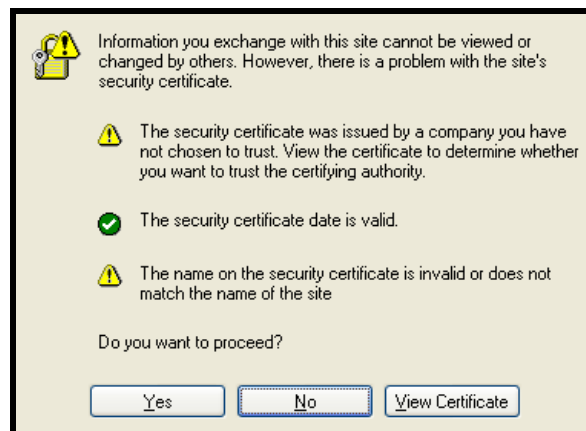 Information you exchange with this site cannot be viewed or
changed by others. However, there is a problem with the site's
security certificate.
The security certificate was issued by a company you have
not chosen to trust. View the certificate to determine whether
you want to trust the certifying authority.
The security certificate date is valid.
The name on the security certificate is invalid or does not
match the name of the site
Do you want to proceed?
Yes No View Certificate